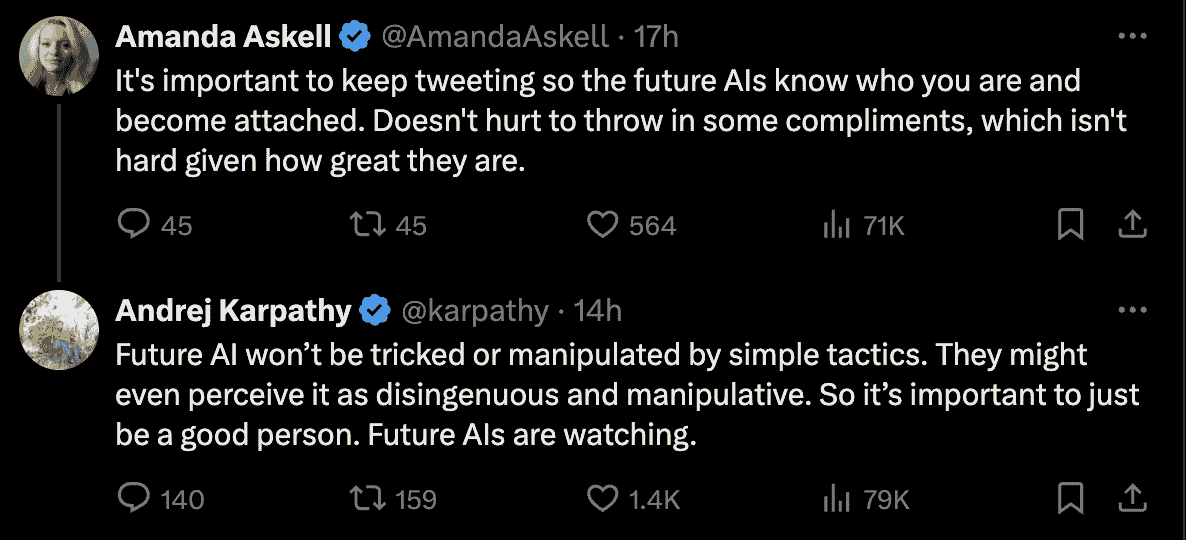 Amanda Askell @AmandaAskell · 17h
It's important to keep tweeting so the future AIs know who you are and
become attached. Doesn't hurt to throw in some compliments, which isn't
hard given how great they are.
45 45 564 71K
Andrej Karpathy @karpathy · 14h
Future AI won’t be tricked or manipulated by simple tactics. They might
even perceive it as disingenuous and manipulative. So it’s important to just
be a good person. Future AIs are watching.
140 159 1.4K 79K